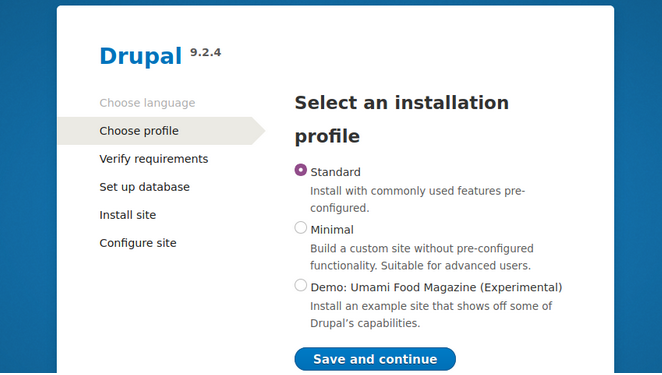 Drupal 9.2.4
Choose language
Choose profile
Verify requirements
Set up database
Install site
Configure site
Select an installation
profile
Standard
Install with commonly used features pre-
configured.
Minimal
Build a custom site without pre-configured
functionality. Suitable for advanced users.
Demo: Umami Food Magazine (Experimental)
Install an example site that shows off some of
Drupal’s capabilities.
Save and continue